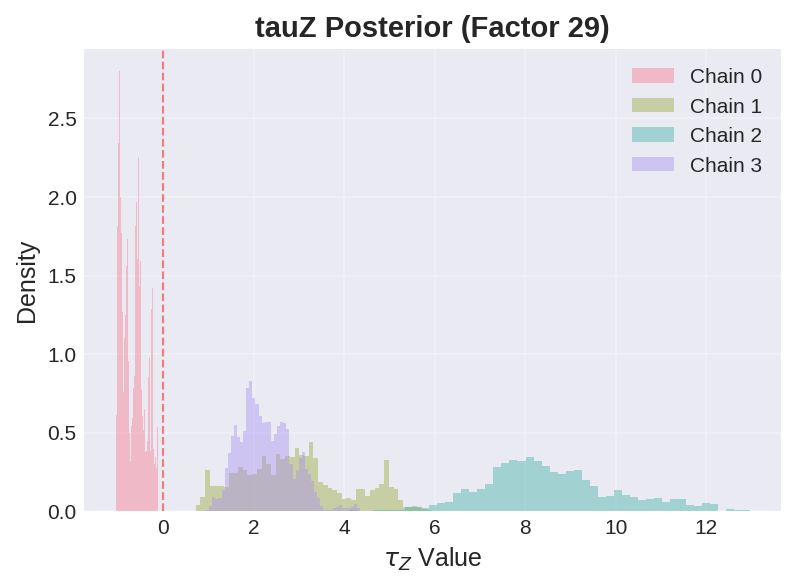 tauZ Posterior (Factor 29)
Chain 0
Chain 1
Chain 2
Chain 3
Density
2.5
2.0
1.5
1.0
0.5
0.0
0 2 4 6 8 10 12
τ_Z Value